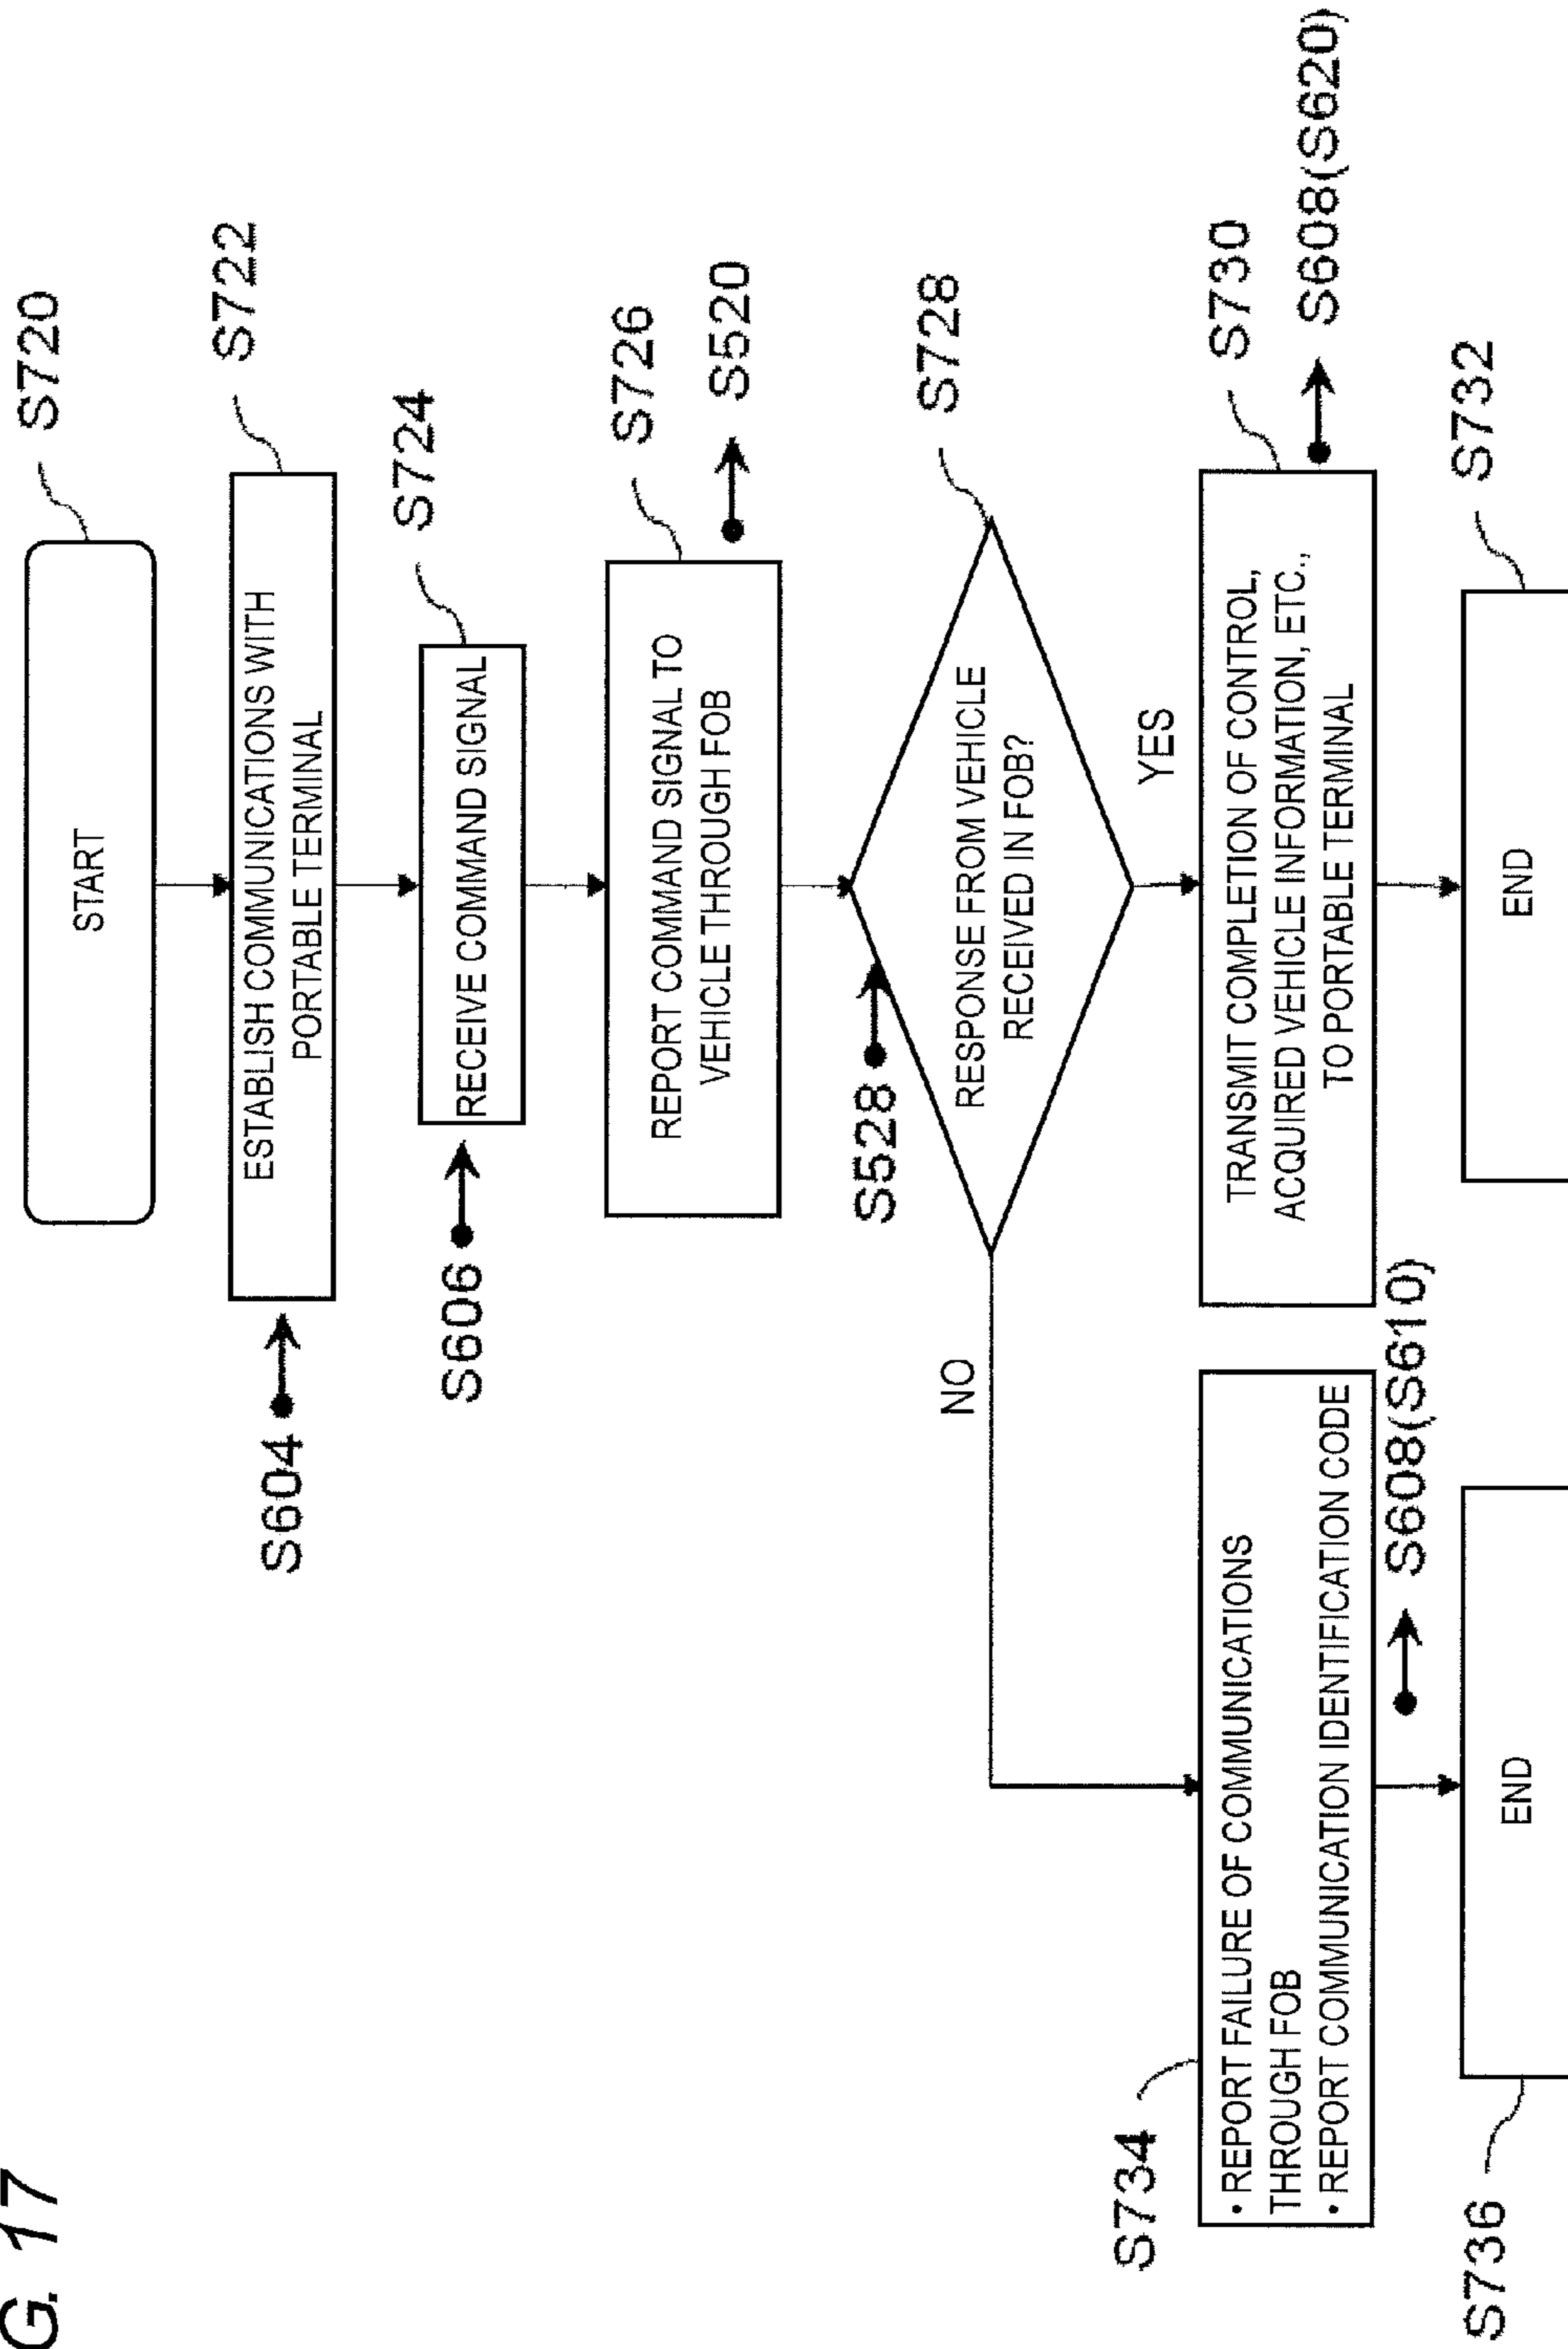 G. 17
START
S720
ESTABLISH COMMUNICATIONS WITH
PORTABLE TERMINAL
S722
S604
RECEIVE COMMAND SIGNAL
S724
S606
REPORT COMMAND SIGNAL TO
VEHICLE THROUGH FOB
S726
S520
S528
RESPONSE FROM VEHICLE
RECEIVED IN FOB?
S728
NO
YES
TRANSMIT COMPLETION OF CONTROL,
ACQUIRED VEHICLE INFORMATION, ETC.,
TO PORTABLE TERMINAL
S730
S608(S620)
END
S732
S734
• REPORT FAILURE OF COMMUNICATIONS
THROUGH FOB
• REPORT COMMUNICATION IDENTIFICATION CODE
S608(S610)
END
S736